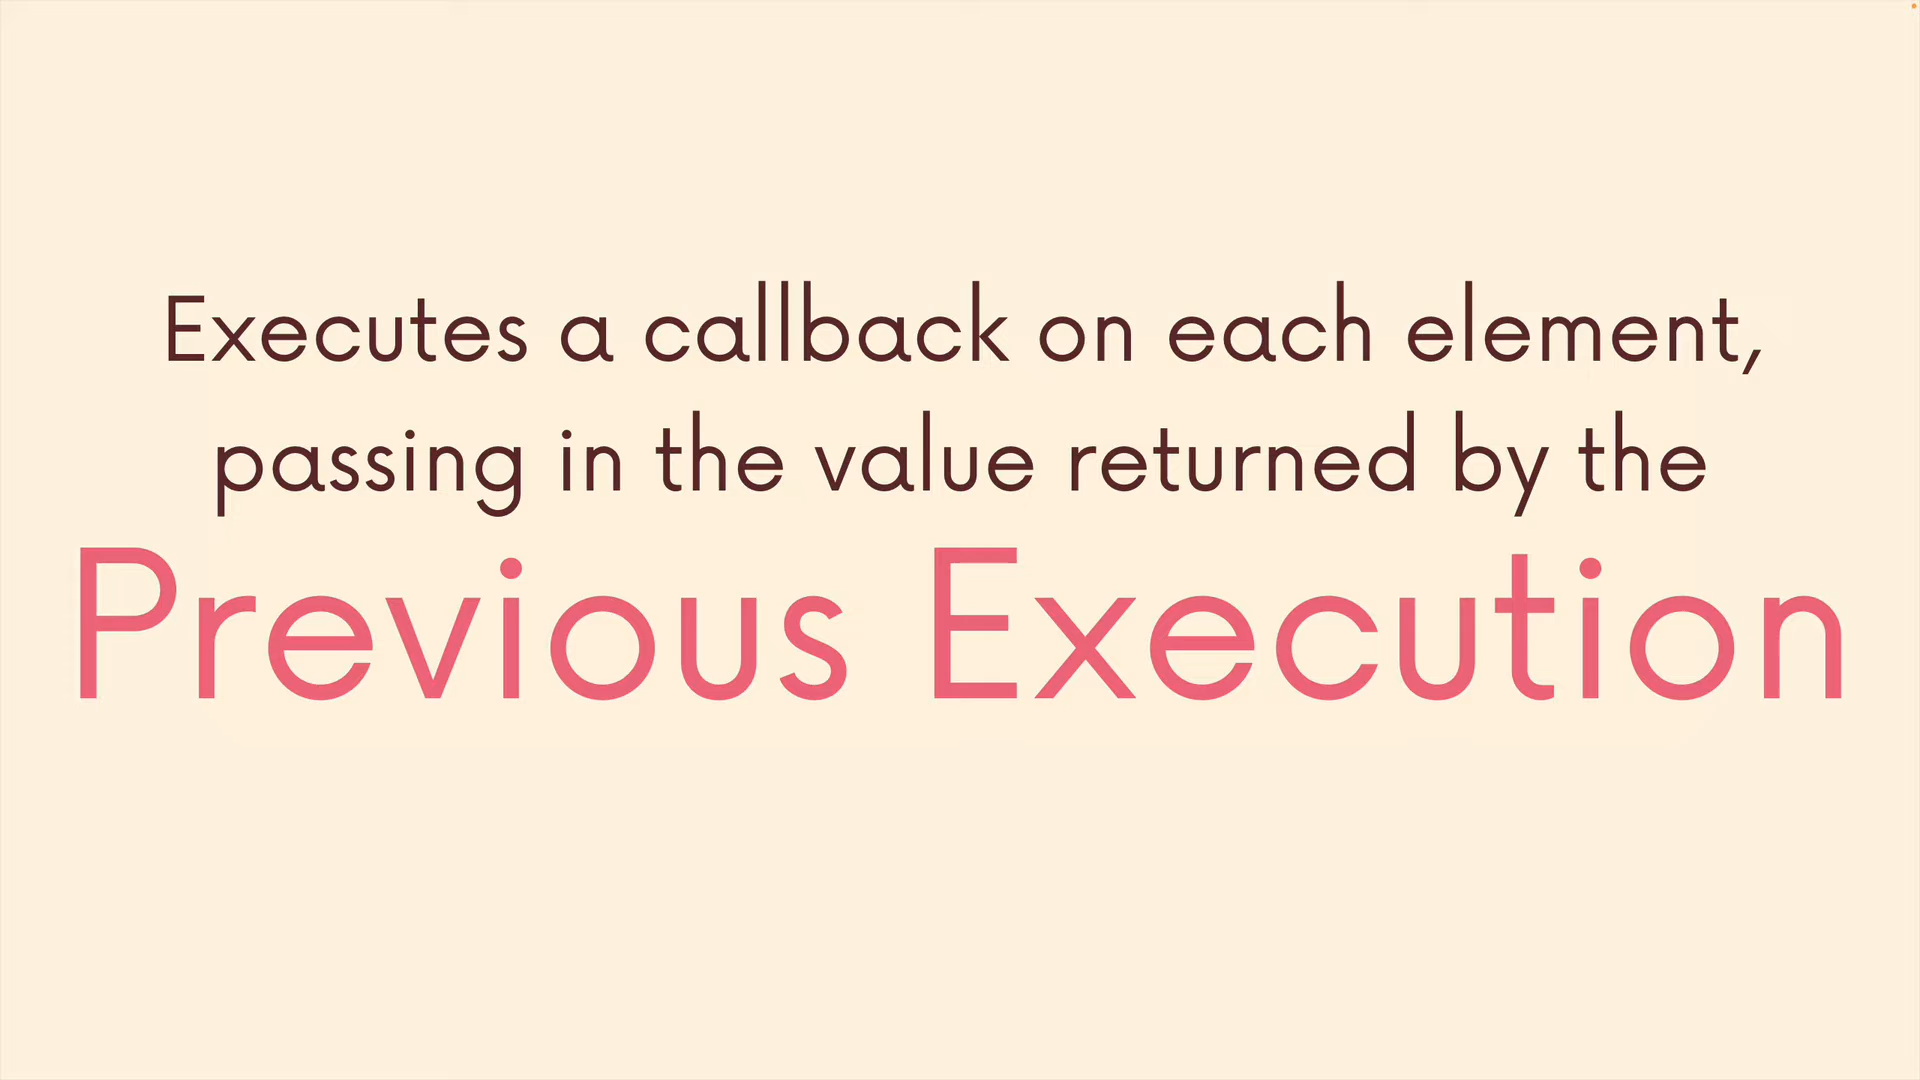 Executes a callback on each element,
passing in the value returned by the
Previous Execution